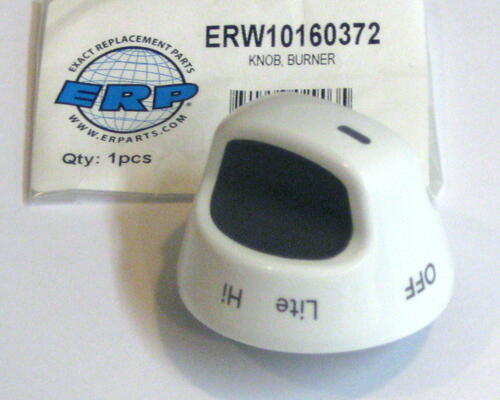 EXACT REPLACEMENT PARTS
ERP®
WWW.ERPARTS.COM
Qty: 1pcs
ERW10160372
KNOB, BURNER
OFF
Lite
Hi